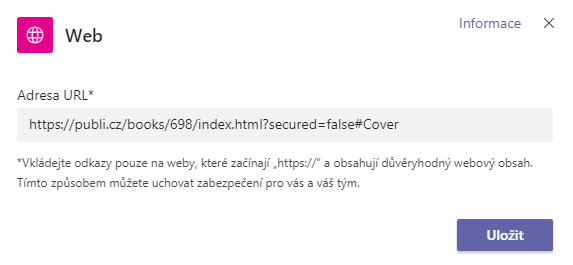 Web
Informace
Adresa URL*
https://publi.cz/books/698/index.html?secured=false#Cover
*Vkládejte odkazy pouze na weby, které začínají „https://“ a obsahují důvěryhodný webový obsah.
Tímto způsobem můžete uchovat zabezpečení pro vás a váš tým.
Uložit